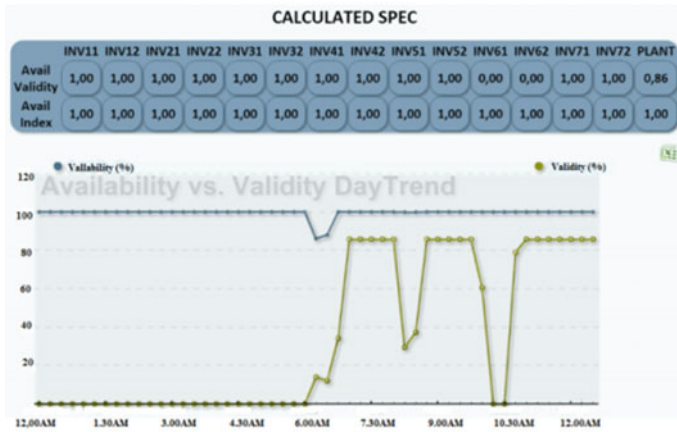 CALCULATED SPEC
INV11 INV12 INV21 INV22 INV31 INV32 INV41 INV42 INV51 INV52 INV61 INV62 INV71 INV72 PLANT
Avail Validity 1,00 1,00 1,00 1,00 1,00 1,00 1,00 1,00 1,00 1,00 0,00 0,00 1,00 1,00 0,86
Avail Index 1,00 1,00 1,00 1,00 1,00 1,00 1,00 1,00 1,00 1,00 1,00 1,00 1,00 1,00 1,00
Vallability (%) Validity (%)
Availability vs. Validity DayTrend
120
100
80
60
40
20
12,00AM 1.30AM 3.00AM 4.30AM 6.00AM 7.30AM 9.00AM 10.30AM 12.00AM